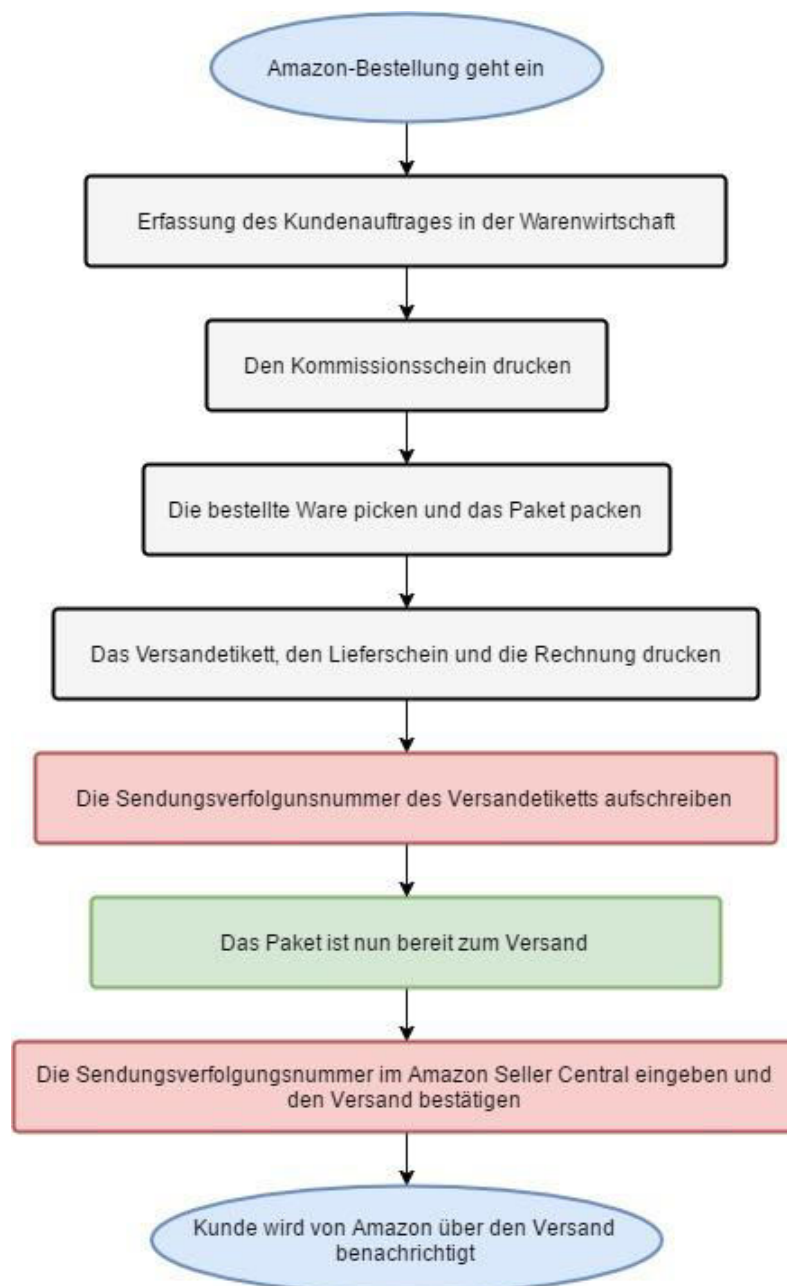 Amazon-Bestellung geht ein
Erfassung des Kundenauftrages in der Warenwirtschaft
Den Kommissionsschein drucken
Die bestellte Ware picken und das Paket packen
Das Versandetikett, den Lieferschein und die Rechnung drucken
Die Sendungsverfolgunsnummer des Versandetiketts aufschreiben
Das Paket ist nun bereit zum Versand
Die Sendungsverfolgungsnummer im Amazon Seller Central eingeben und
den Versand bestätigen
Kunde wird von Amazon über den Versand
benachrichtigt